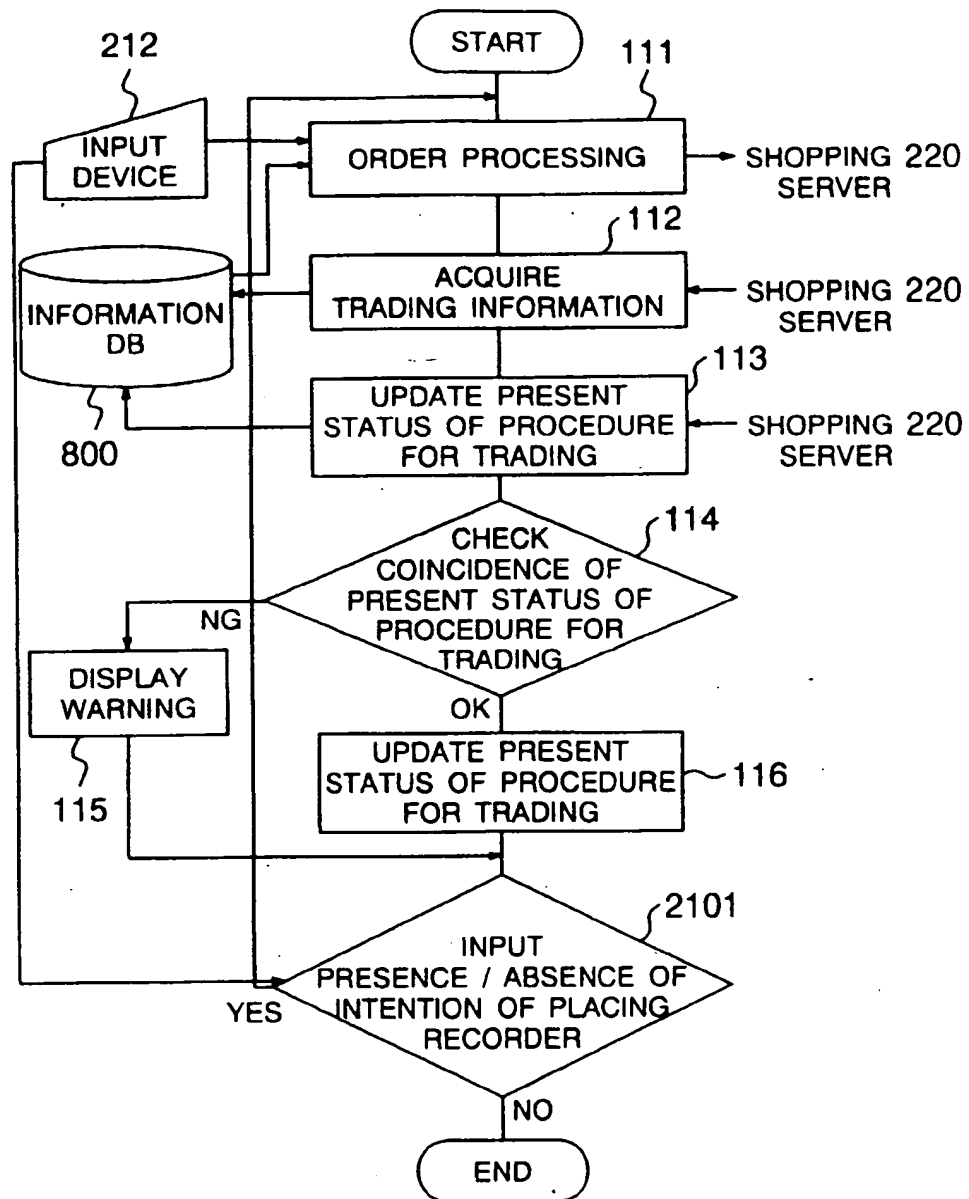 START
212
111
INPUT
DEVICE
ORDER PROCESSING
SHOPPING 220
SERVER
112
ACQUIRE
TRADING INFORMATION
SHOPPING 220
SERVER
INFORMATION
DB
800
113
UPDATE PRESENT
STATUS OF PROCEDURE
FOR TRADING
SHOPPING 220
SERVER
114
CHECK
COINCIDENCE OF
PRESENT STATUS OF
PROCEDURE FOR
TRADING
NG
DISPLAY
WARNING
115
OK
UPDATE PRESENT
STATUS OF PROCEDURE
FOR TRADING
116
2101
INPUT
PRESENCE / ABSENCE OF
INTENTION OF PLACING
RECORDER
YES
NO
END